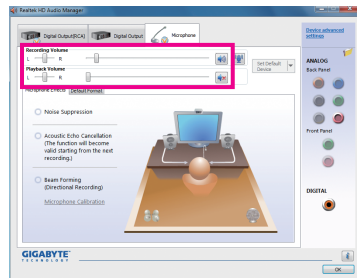 Realtek HD Audio Manager
Digital Output(RCA)
Digital Output
Microphone
Device advanced settings
Recording Volume
L R
Set Default Device
Playback Volume
L R
ANALOG
Back Panel
Microphone Effects
Default Format
Noise Suppression
Acoustic Echo Cancellation
(The function will become
valid starting from the next
recording.)
Front Panel
Beam Forming
(Directional Recording)
Microphone Calibration
DIGITAL
GIGABYTE
TECHNOLOGY
i
OK